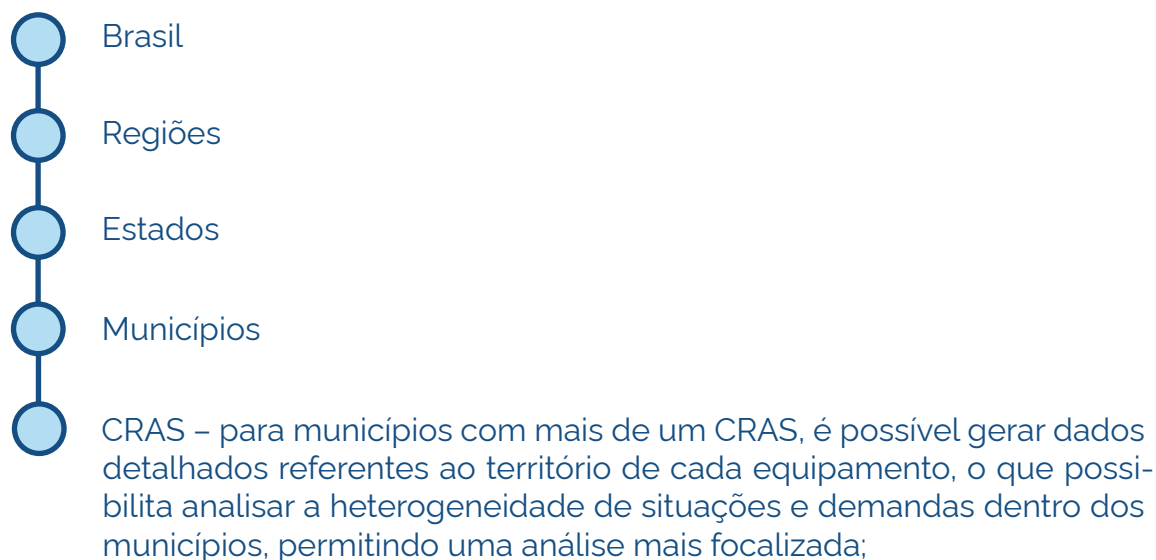 Brasil
Regiões
Estados
Municípios
CRAS – para municípios com mais de um CRAS, é possível gerar dados
detalhados referentes ao território de cada equipamento, o que possi-
bilita analisar a heterogeneidade de situações e demandas dentro dos
municípios, permitindo uma análise mais focalizada;